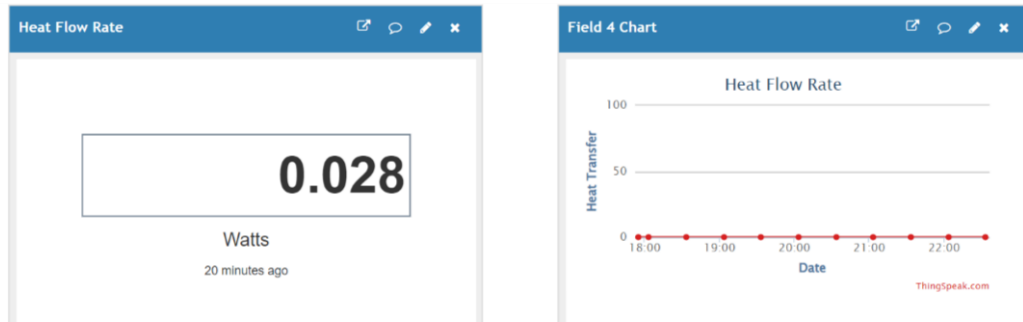 Heat Flow Rate
0.028
Watts
20 minutes ago
Field 4 Chart
Heat Flow Rate
Heat Transfer
100
50
0
18:00 19:00 20:00 21:00 22:00
Date
ThingSpeak.com